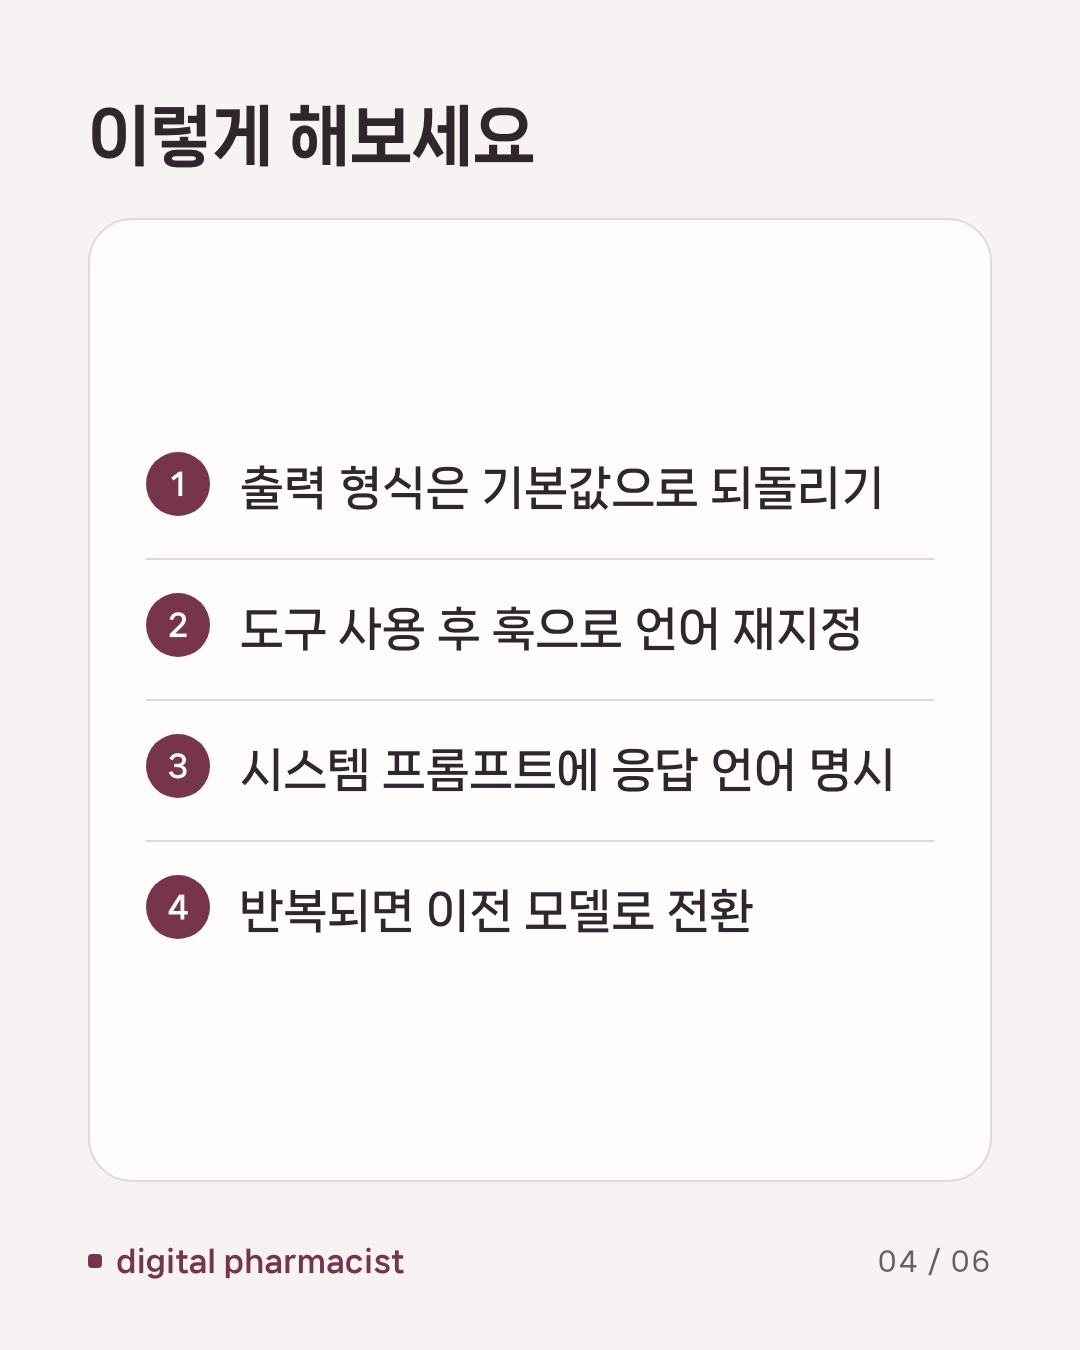 이렇게 해보세요
1 출력 형식은 기본값으로 되돌리기
2 도구 사용 후 훅으로 언어 재지정
3 시스템 프롬프트에 응답 언어 명시
4 반복되면 이전 모델로 전환
digital pharmacist
04 / 06